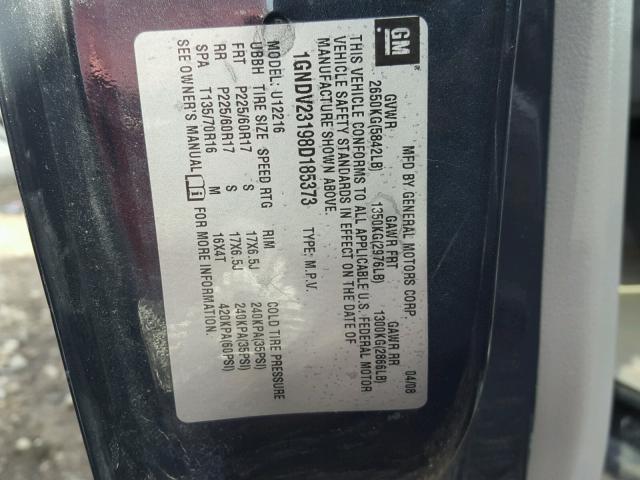 GM
MFD BY GENERAL MOTORS CORP.
04/08
GVWR GAWR FRT GAWR RR
2650KG(5842LB) 1350KG(2976LB) 1300KG(2866LB)
THIS VEHICLE CONFORMS TO ALL APPLICABLE U.S. FEDERAL MOTOR
VEHICLE SAFETY STANDARDS IN EFFECT ON THE DATE OF
MANUFACTURE SHOWN ABOVE.
1GNDV23198D185373 TYPE: M.P.V.
MODEL: U12216
UBBH TIRE SIZE SPEED RTG RIM COLD TIRE PRESSURE
FRT P225/60R17 S 17X6.5J 240KPA(35PSI)
RR P225/60R17 S 17X6.5J 240KPA(35PSI)
SPA T135/70R16 M 16X4T 420KPA(60PSI)
SEE OWNER'S MANUAL FOR MORE INFORMATION.